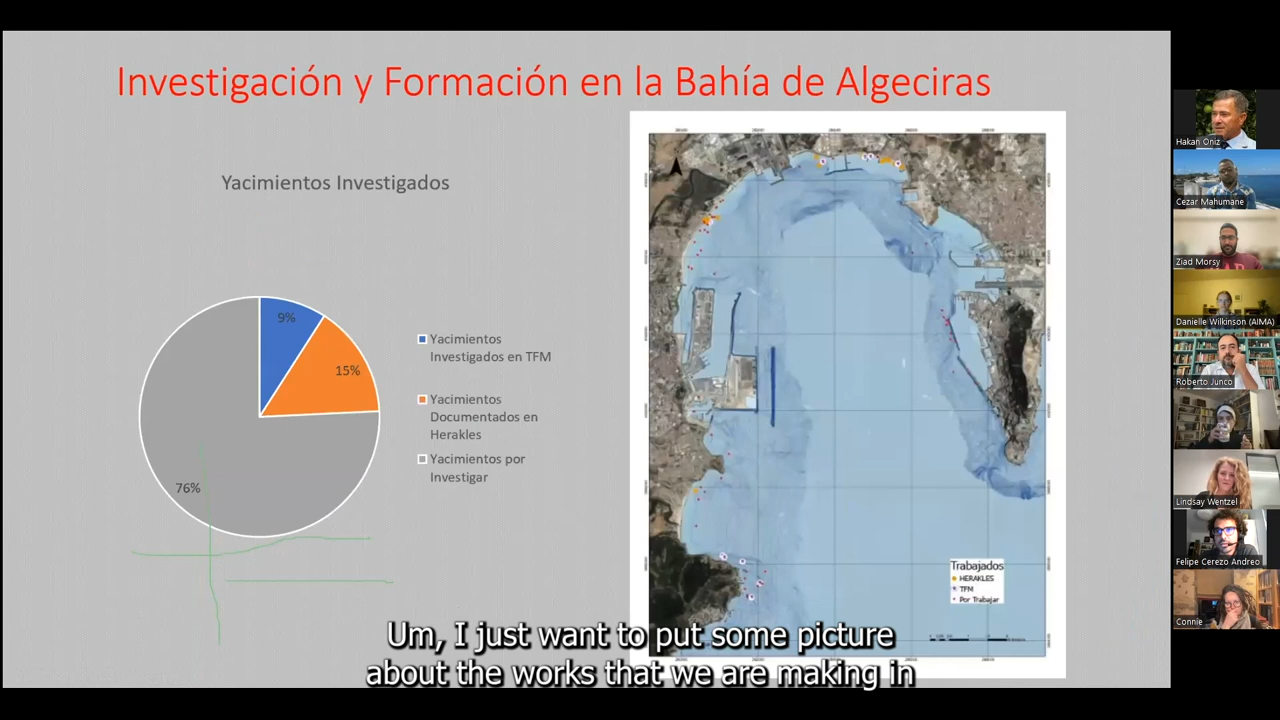 Investigación y Formación en la Bahía de Algeciras
Yacimientos Investigados
9%
15%
76%
Yacimientos
Investigados en TFM
Yacimientos
Documentados en
Herakles
Yacimientos por
Investigar
Trabajados
HERAKLES
TFM
Por Trabajar
Um, I just want to put some picture
about the works that we are making in
Hakan Oniz
Cezar Mahumane
Ziad Morsy
Danielle Wilkinson (AIMA)
Roberto Junco
Lindsay Wentzel
Felipe Cerezo Andreo
Connie